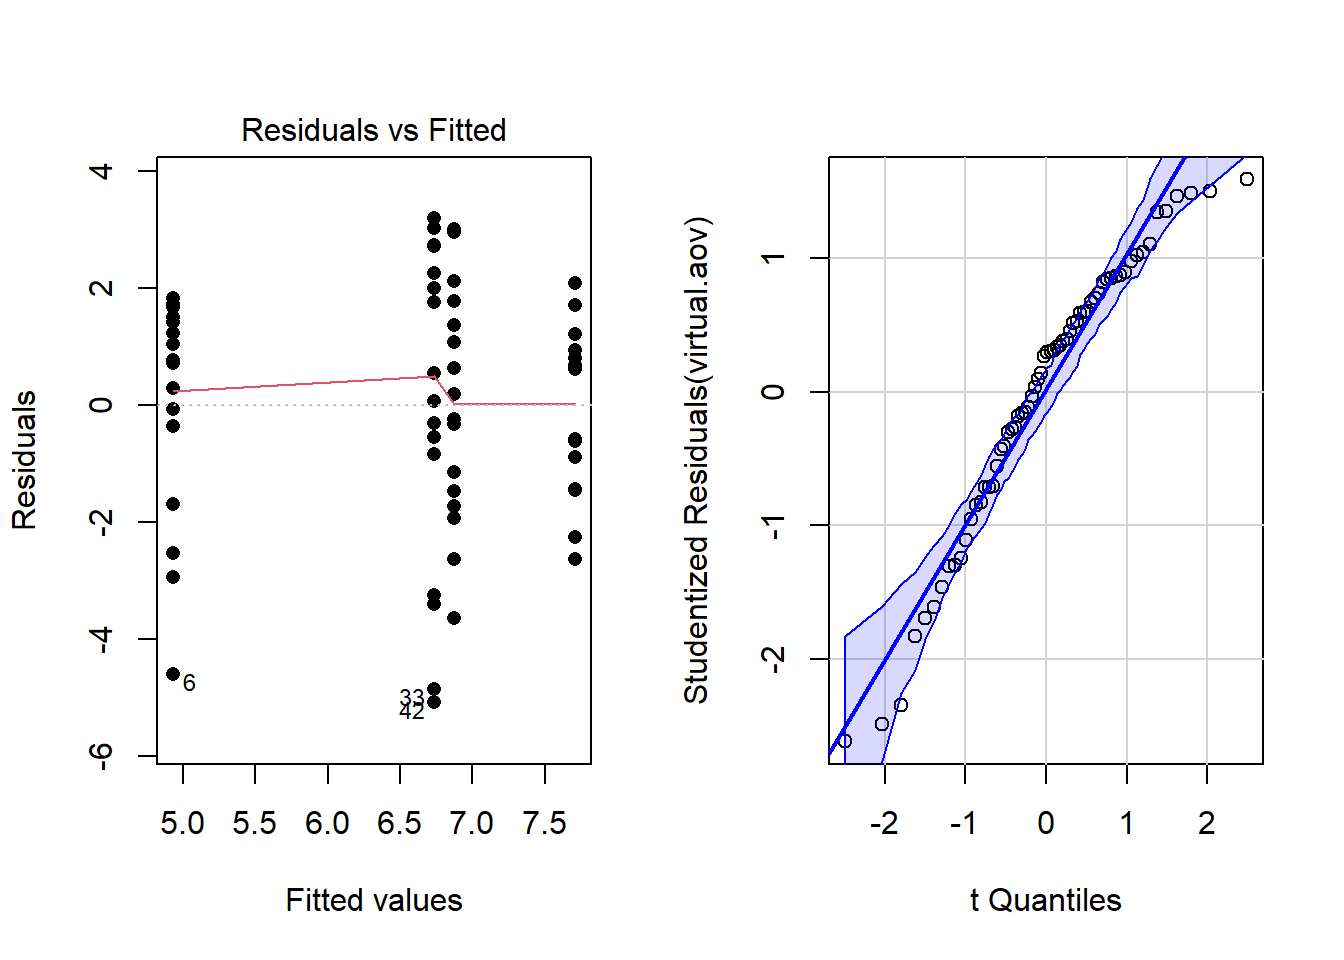 Residuals vs Fitted
Residuals
4
2
0
-2
-4
-6
6
33
42
5.0 5.5 6.0 6.5 7.0 7.5
Fitted values
Studentized Residuals(virtual.aov)
1
0
-1
-2
-2 -1 0 1 2
t Quantiles